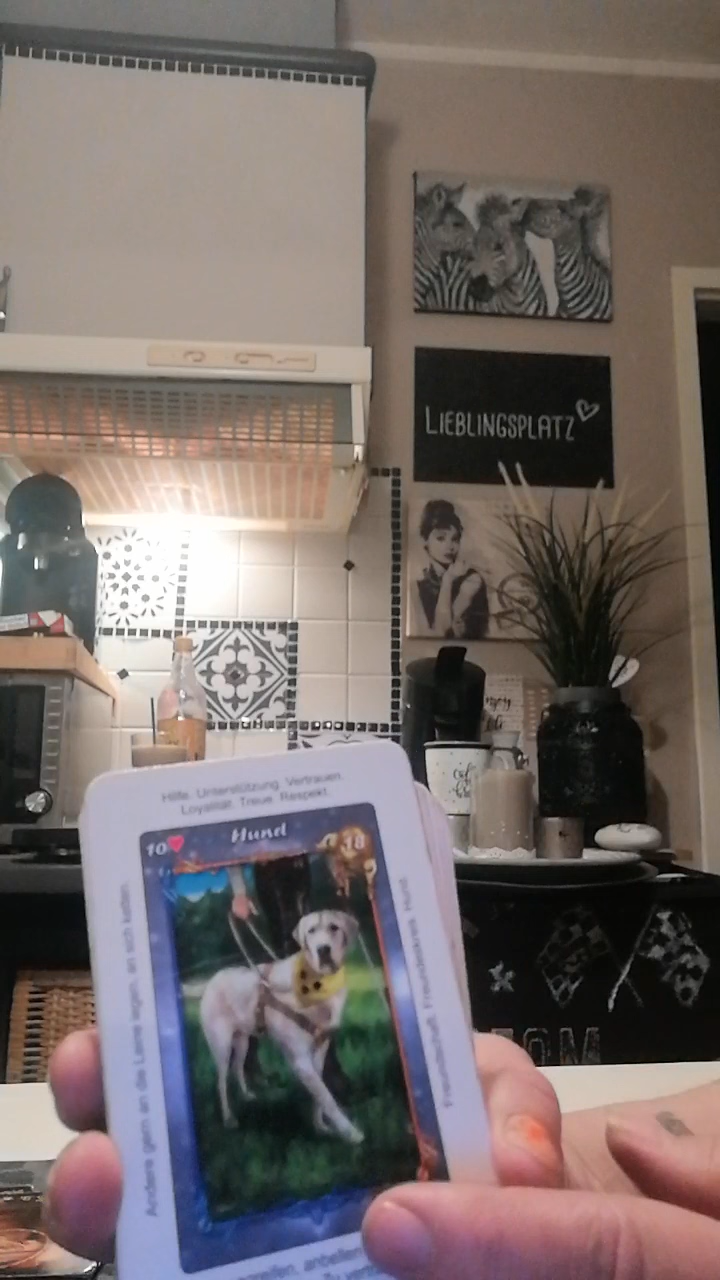 LIEBLINGSPLATZ
Hilfe. Unterstützung. Vertrauen.
Loyalität. Treue. Respekt.
10 Hund 18
Andere gern an die Leine legen, an sich ketten.
Freundschaft. Freundeskreis. Hund.
anbellen